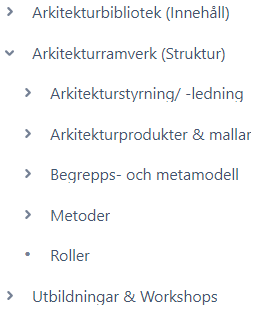 Arkitekturbibliotek (Innehåll)
Arkitekturramverk (Struktur)
Arkitekturstyrning/ -ledning
Arkitekturprodukter & mallar
Begrepps- och metamodell
Metoder
Roller
Utbildningar & Workshops